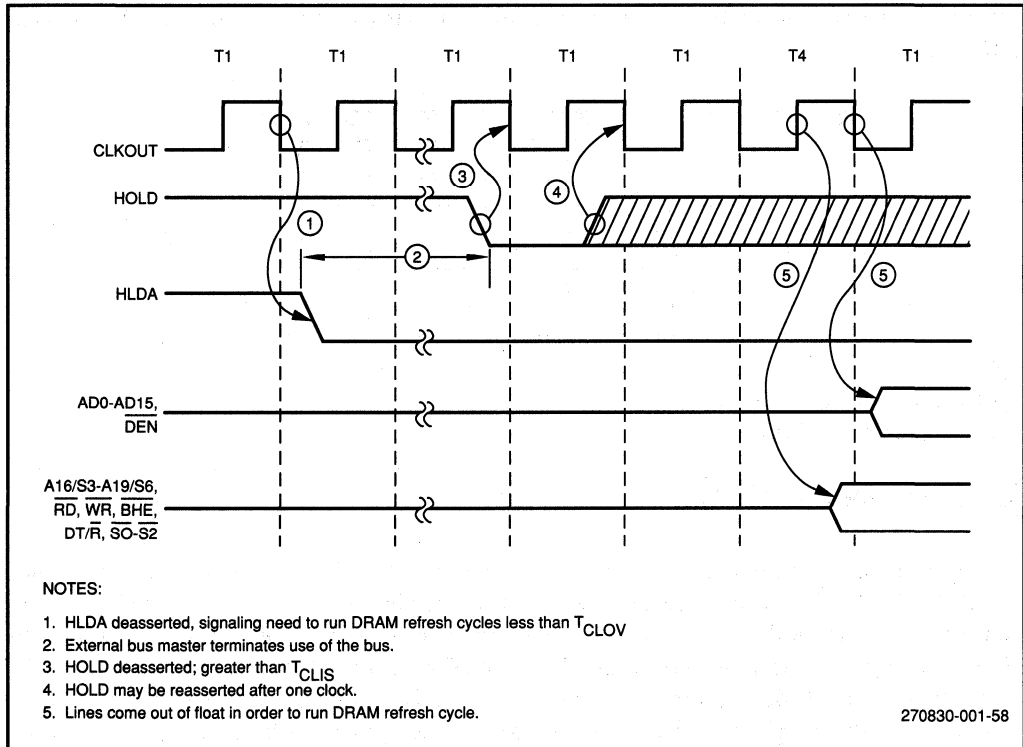 T1 T1 T1 T1 T1 T4 T1
CLKOUT
HOLD
3
4
1
2
5
5
HLDA
AD0-AD15,
DEN
A16/S3-A19/S6,
RD, WR, BHE,
DT/R, SO-S2
NOTES:
1. HLDA deasserted, signaling need to run DRAM refresh cycles less than TCLOV
2. External bus master terminates use of the bus.
3. HOLD deasserted; greater than TCLIS
4. HOLD may be reasserted after one clock.
5. Lines come out of float in order to run DRAM refresh cycle.
270830-001-58